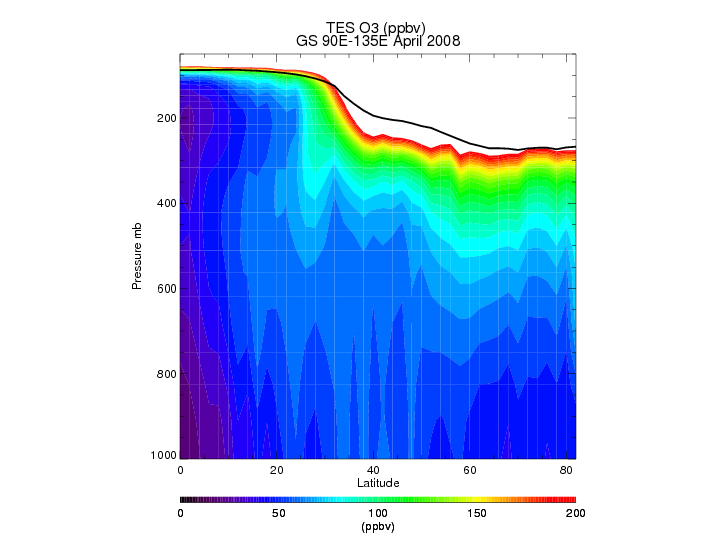 TES O3 (ppbv)
GS 90E-135E April 2008
200
400
600
800
1000
Pressure mb
0 20 40 60 80
Latitude
0 50 100 150 200
(ppbv)